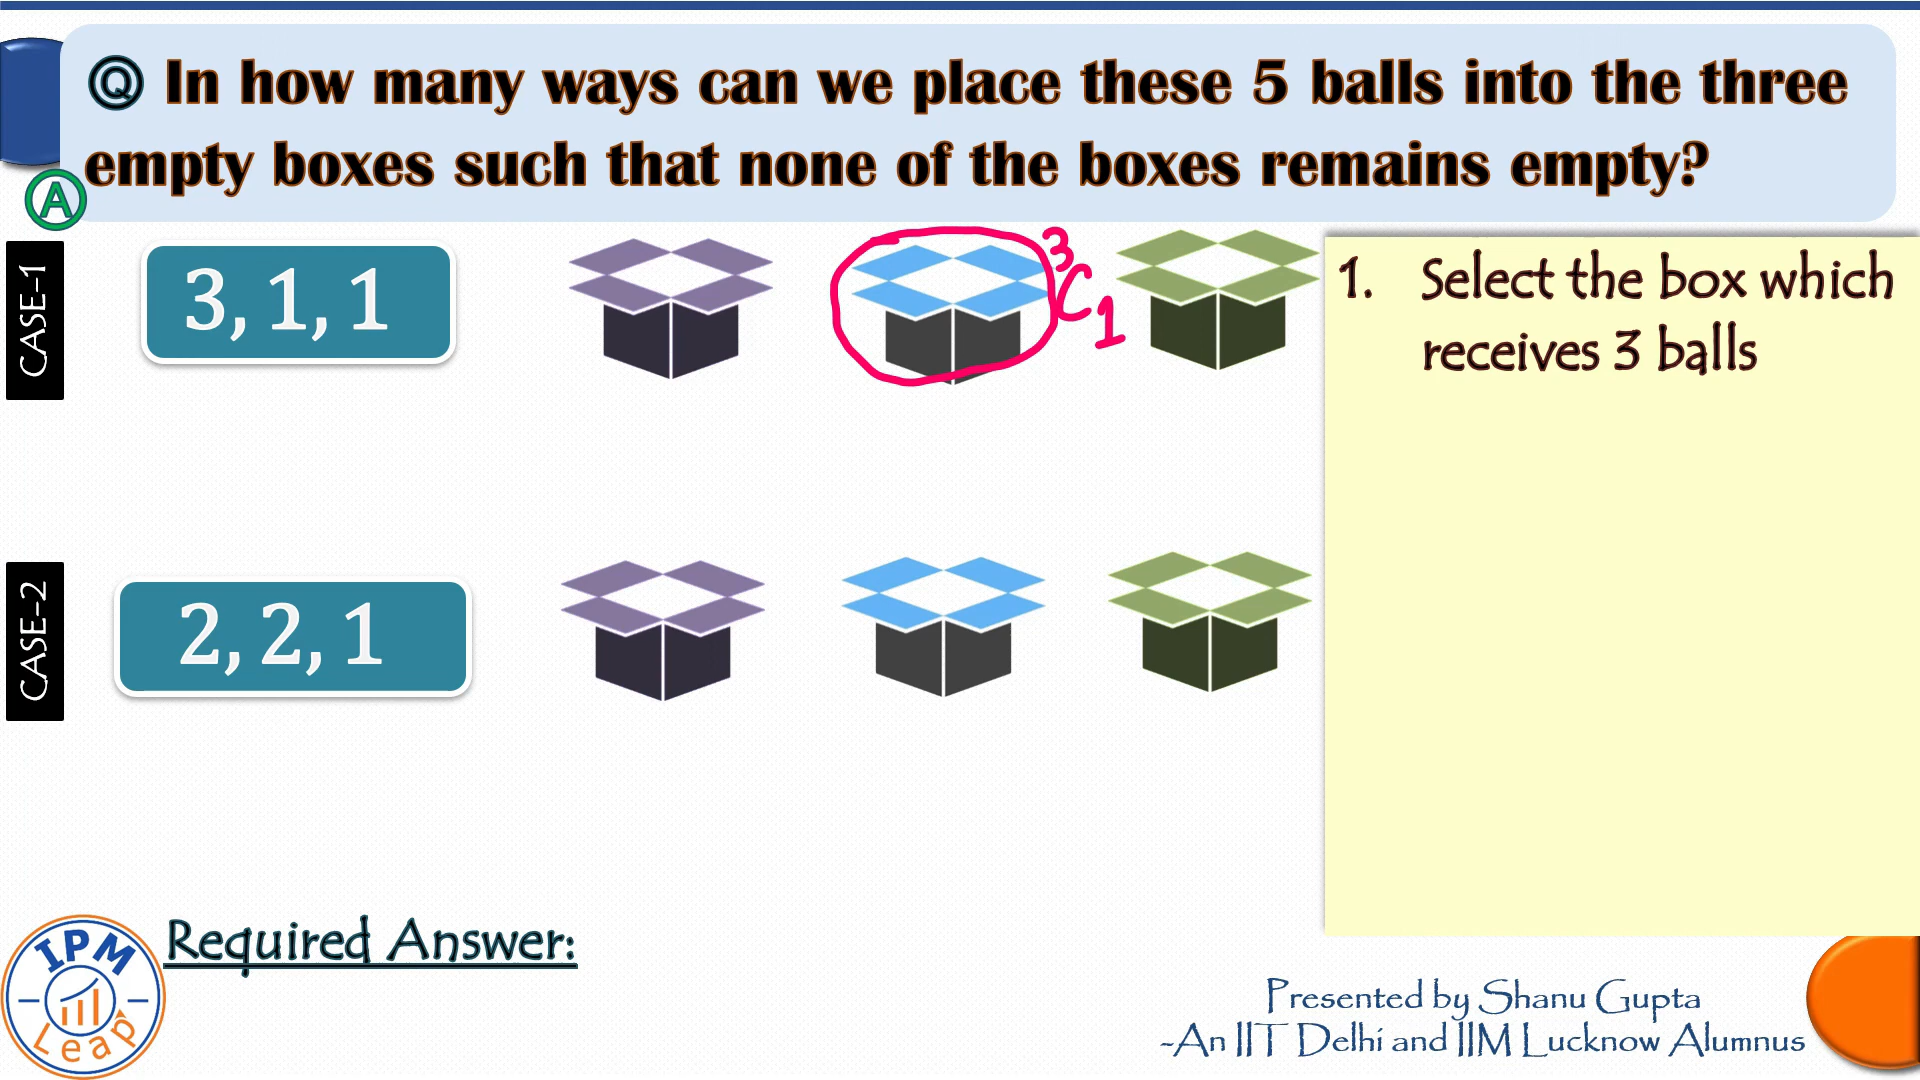 Q In how many ways can we place these 5 balls into the three
empty boxes such that none of the boxes remains empty?
A
CASE-1
3, 1, 1
3C1
1. Select the box which
receives 3 balls
CASE-2
2, 2, 1
Required Answer:
IPM
Leap
Presented by Shanu Gupta
-An IIT Delhi and IIM Lucknow Alumnus